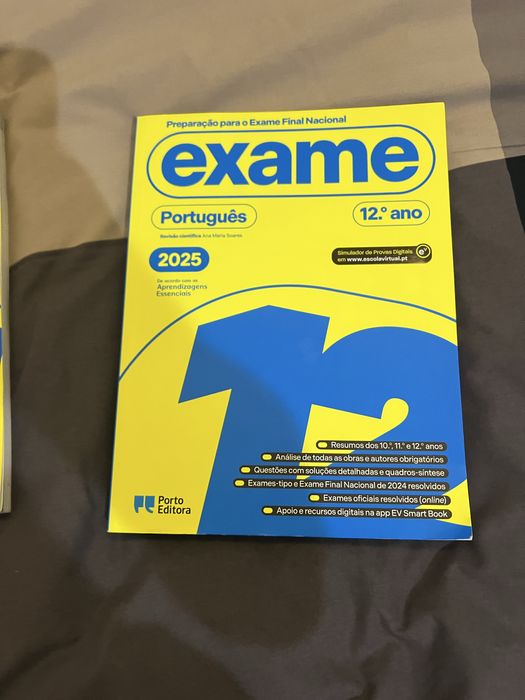 Preparação para o Exame Final Nacional
exame
Português
12.º ano
Revisão científica Ana Maria Soares
2025
Simulador de Provas Digitais
em www.escolavirtual.pt
e
De acordo com as
Aprendizagens
Essenciais
12
Resumos dos 10.º, 11.º e 12.º anos
Análise de todas as obras e autores obrigatórios
Questões com soluções detalhadas e quadros-síntese
Exames-tipo e Exame Final Nacional de 2024 resolvidos
Exames oficiais resolvidos (online)
Apoio e recursos digitais na app EV Smart Book
Porto
Editora